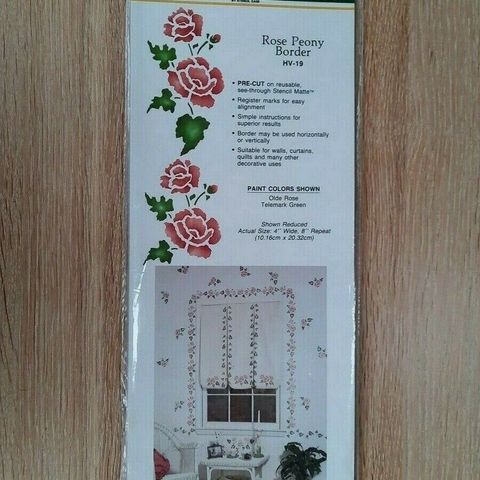 BY STENCIL EASE
Rose Peony
Border
HV-19
• PRE-CUT on reusable,
see-through Stencil Matte™
• Register marks for easy
alignment
• Simple instructions for
superior results
• Border may be used horizontally
or vertically
• Suitable for walls, curtains,
quilts and many other
decorative uses
PAINT COLORS SHOWN
Olde Rose
Telemark Green
Shown Reduced
Actual Size: 4" Wide, 8" Repeat
(10.16cm x 20.32cm)